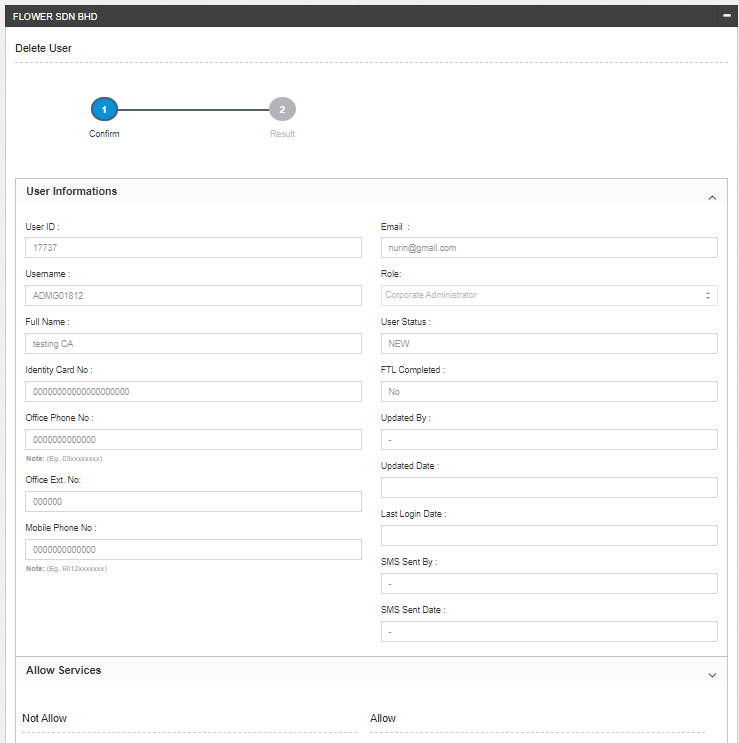 FLOWER SDN BHD
Delete User
1
2
Confirm
Result
User Informations
User ID :
17737
Username :
ADMG01812
Full Name :
testing CA
Identity Card No :
00000000000000000000
Office Phone No :
0000000000000
Note: (Eg. 03xxxxxxxx)
Office Ext. No:
000000
Mobile Phone No :
0000000000000
Note: (Eg. 6012xxxxxxx)
Email :
nurin@gmail.com
Role:
Corporate Administrator
User Status :
NEW
FTL Completed :
No
Updated By :
-
Updated Date :
Last Login Date :
SMS Sent By :
-
SMS Sent Date :
-
Allow Services
Not Allow
Allow